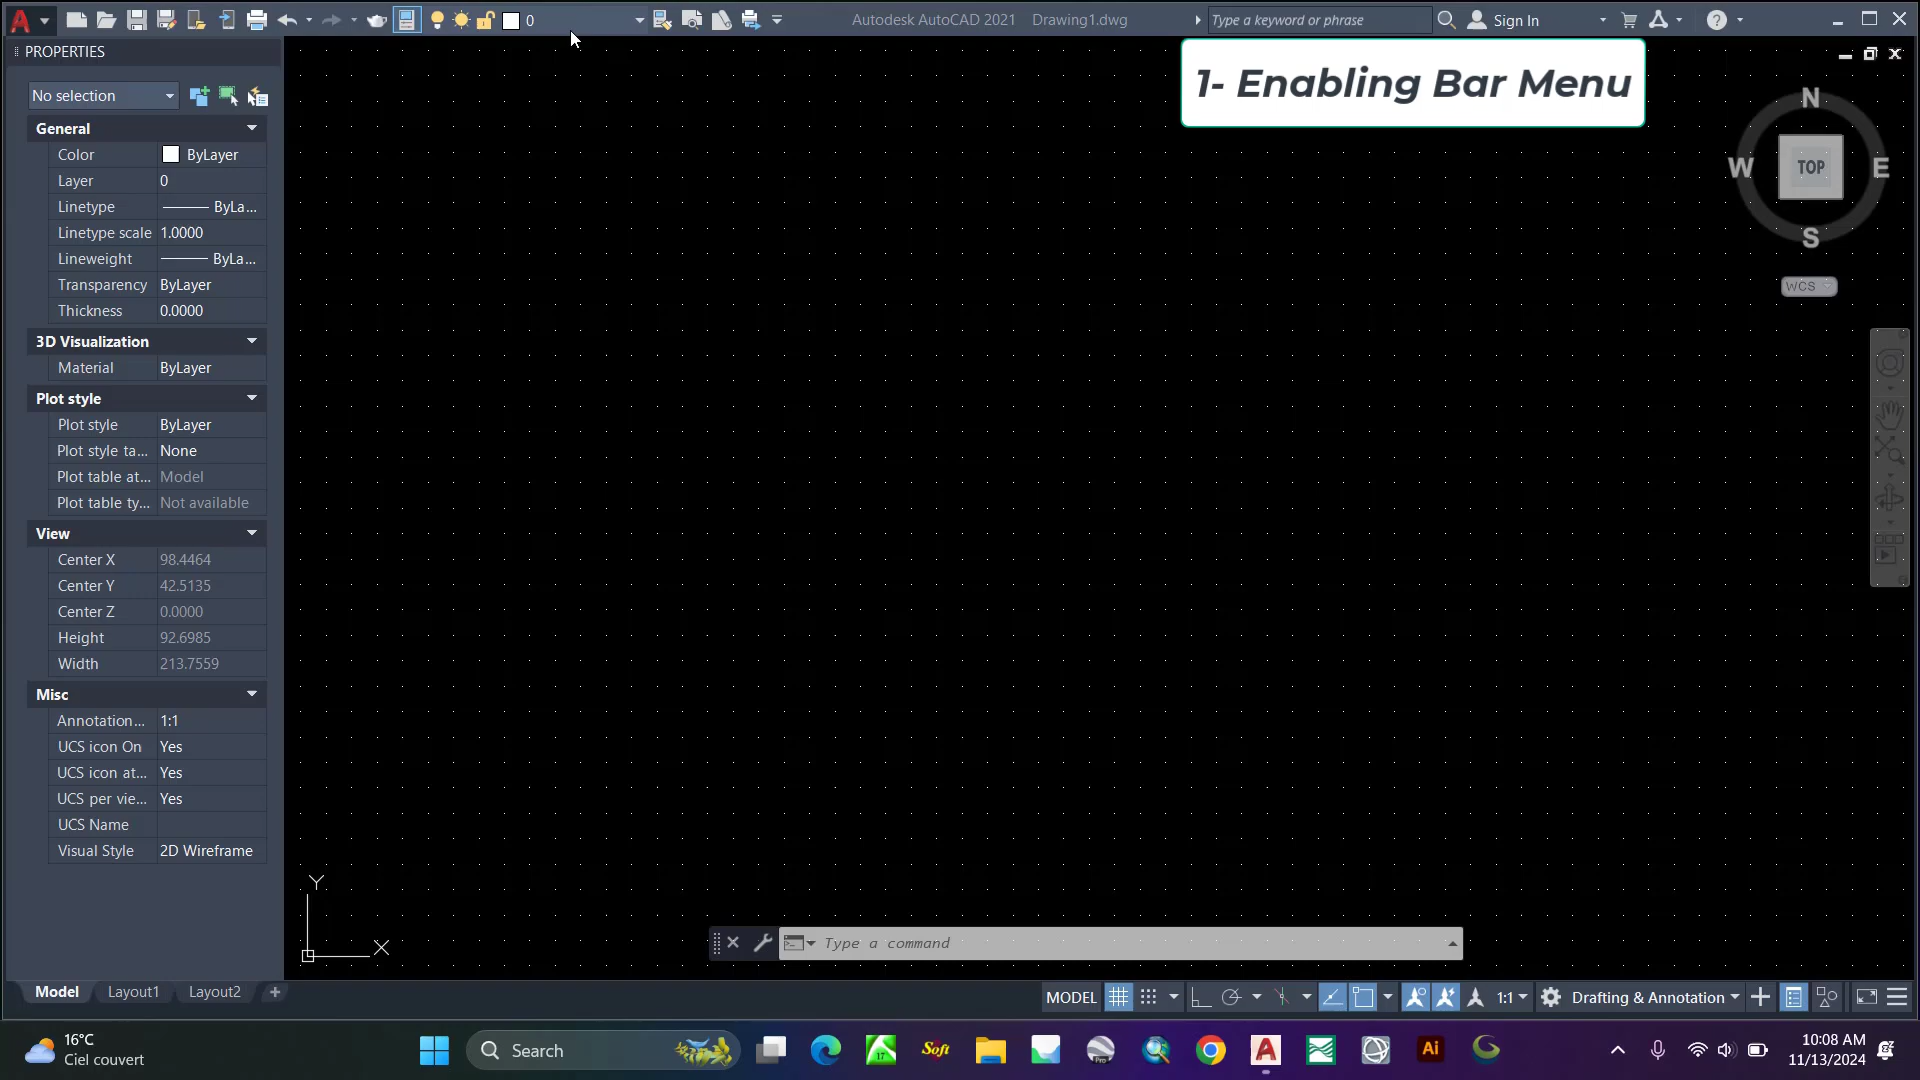 0
Autodesk AutoCAD 2021 Drawing1.dwg
Type a keyword or phrase
Sign In
PROPERTIES
1- Enabling Bar Menu
No selection
General
Color ByLayer
Layer 0
Linetype ByLa...
Linetype scale 1.0000
Lineweight ByLa...
Transparency ByLayer
Thickness 0.0000
3D Visualization
Material ByLayer
Plot style
Plot style ByLayer
Plot style ta... None
Plot table at... Model
Plot table ty... Not available
View
Center X 98.4464
Center Y 42.5135
Center Z 0.0000
Height 92.6985
Width 213.7559
Misc
Annotation... 1:1
UCS icon On Yes
UCS icon at... Yes
UCS per vie... Yes
UCS Name
Visual Style 2D Wireframe
N
W TOP E
S
WCS
Y
X
Type a command
Model Layout1 Layout2
MODEL 1:1 Drafting & Annotation
16°C
Ciel couvert
Search
17
Soft
Pro
A
Ai
10:08 AM
11/13/2024